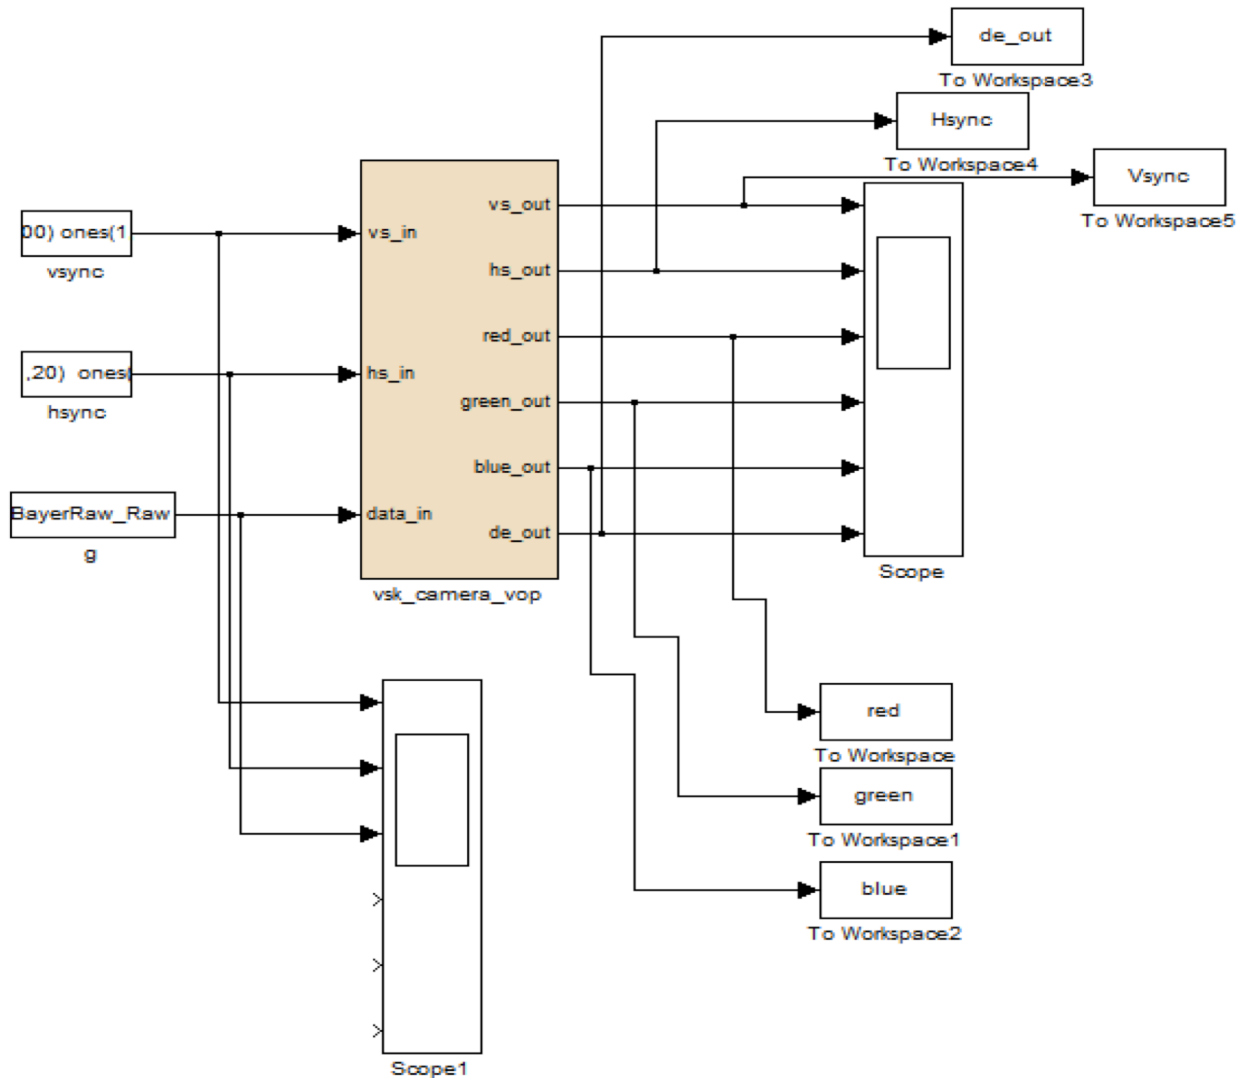 de_out
To Workspace3
Hsync
To Workspace4
Vsync
To Workspace5
00) ones(1
vsync
,20)  ones(
hsync
BayerRaw_Raw
g
vs_in
hs_in
data_in
vs_out
hs_out
red_out
green_out
blue_out
de_out
vsk_camera_vop
Scope
red
To Workspace
green
To Workspace1
blue
To Workspace2
Scope1